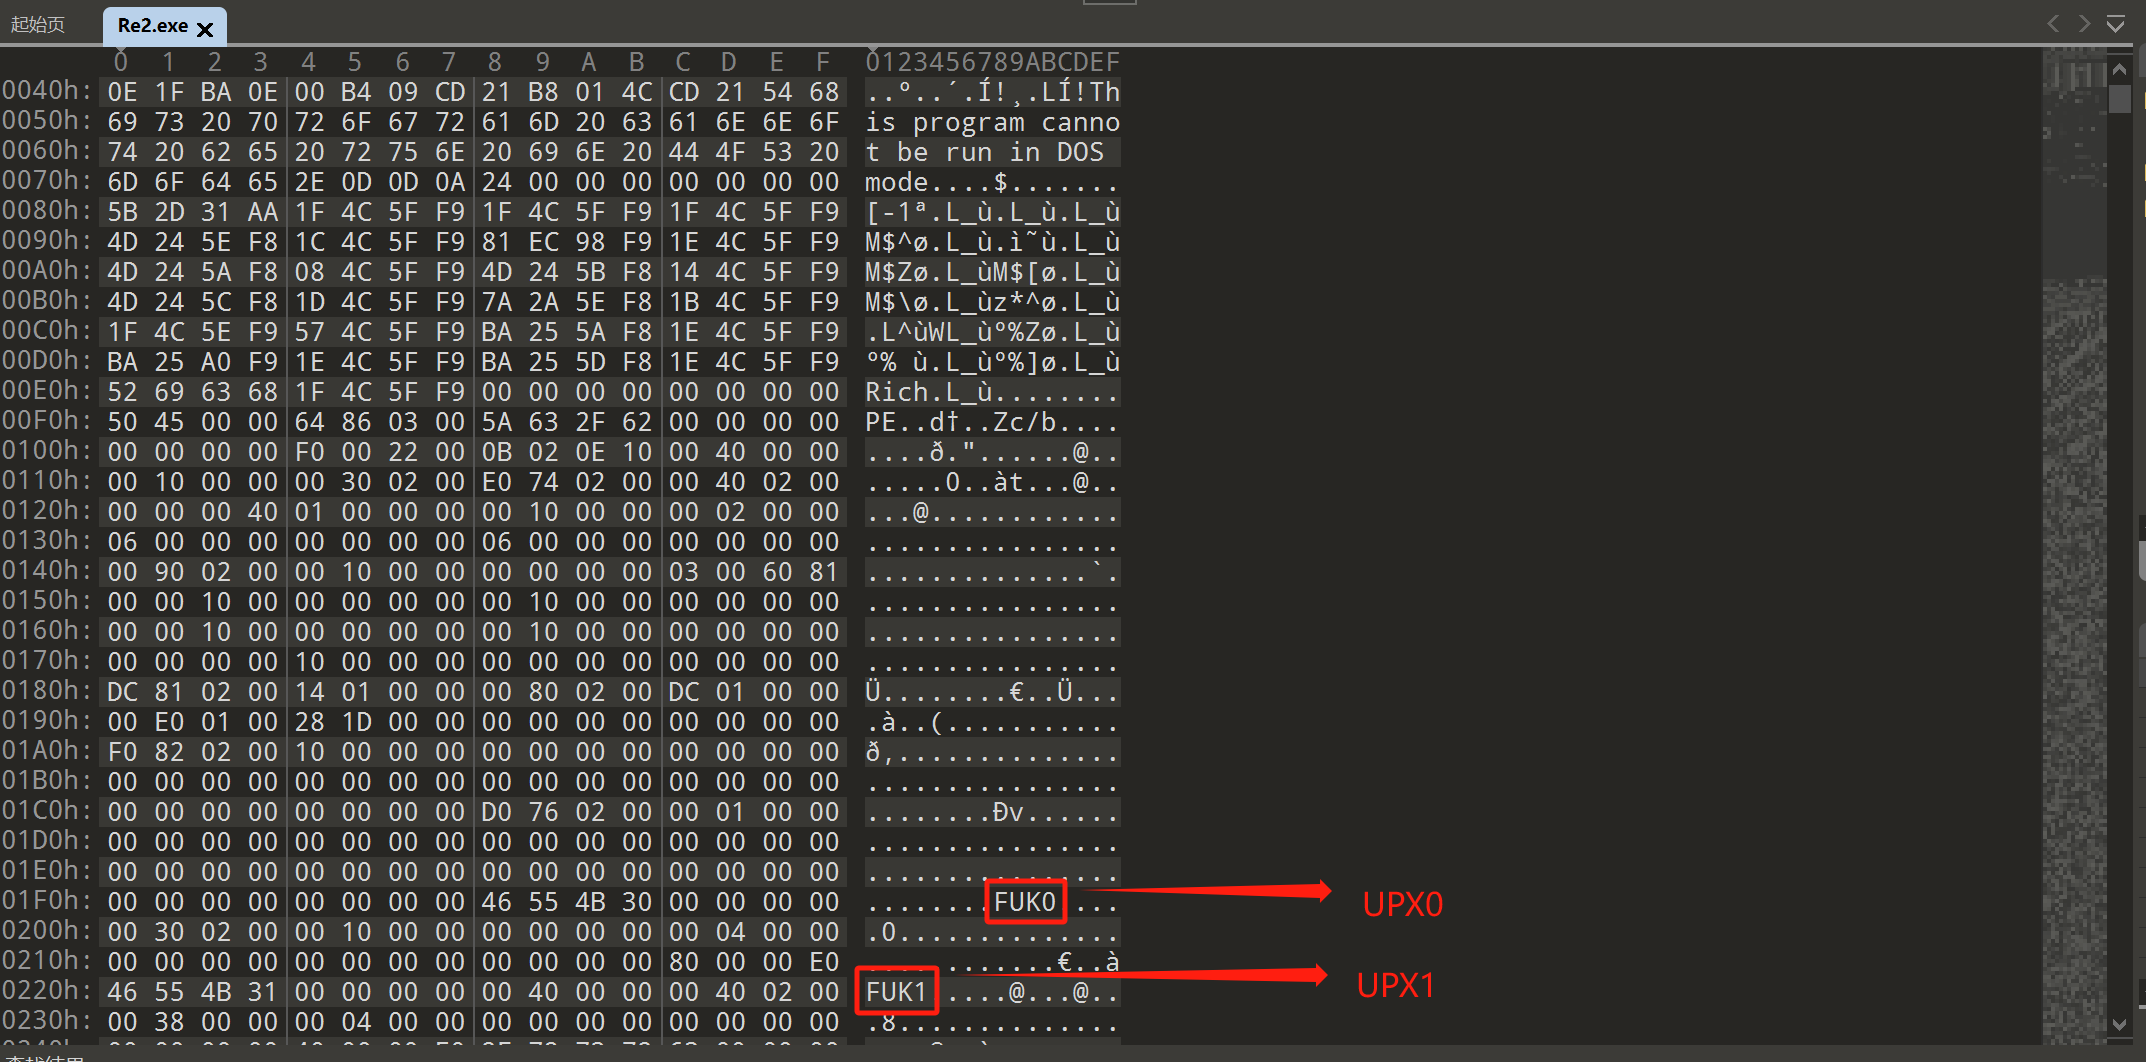 起始页 Re2.exe
0 1 2 3 4 5 6 7 8 9 A B C D E F 0123456789ABCDEF
0040h: 0E 1F BA 0E 00 B4 09 CD 21 B8 01 4C CD 21 54 68 ..º..´.Í!¸.LÍ!Th
0050h: 69 73 20 70 72 6F 67 72 61 6D 20 63 61 6E 6E 6F is program canno
0060h: 74 20 62 65 20 72 75 6E 20 69 6E 20 44 4F 53 20 t be run in DOS
0070h: 6D 6F 64 65 2E 0D 0D 0A 24 00 00 00 00 00 00 00 mode....$.......
0080h: 5B 2D 31 AA 1F 4C 5F F9 1F 4C 5F F9 1F 4C 5F F9 [-1ª.L_ù.L_ù.L_ù
0090h: 4D 24 5E F8 1C 4C 5F F9 81 EC 98 F9 1E 4C 5F F9 M$^ø.L_ù.ì˜ù.L_ù
00A0h: 4D 24 5A F8 08 4C 5F F9 4D 24 5B F8 14 4C 5F F9 M$Zø.L_ùM$[ø.L_ù
00B0h: 4D 24 5C F8 1D 4C 5F F9 7A 2A 5E F8 1B 4C 5F F9 M$\ø.L_ùz*^ø.L_ù
00C0h: 1F 4C 5E F9 57 4C 5F F9 BA 25 5A F8 1E 4C 5F F9 .L^ùWL_ùº%Zø.L_ù
00D0h: BA 25 A0 F9 1E 4C 5F F9 BA 25 5D F8 1E 4C 5F F9 º% ù.L_ùº%]ø.L_ù
00E0h: 52 69 63 68 1F 4C 5F F9 00 00 00 00 00 00 00 00 Rich.L_ù........
00F0h: 50 45 00 00 64 86 03 00 5A 63 2F 62 00 00 00 00 PE..d†..Zc/b....
0100h: 00 00 00 00 F0 00 22 00 0B 02 0E 10 00 40 00 00 ....ð."......@..
0110h: 00 10 00 00 00 30 02 00 E0 74 02 00 00 40 02 00 .....0..àt...@..
0120h: 00 00 00 40 01 00 00 00 00 10 00 00 00 02 00 00 ...@............
0130h: 06 00 00 00 00 00 00 00 06 00 00 00 00 00 00 00 ................
0140h: 00 90 02 00 00 10 00 00 00 00 00 00 03 00 60 81 ..............`.
0150h: 00 00 10 00 00 00 00 00 00 10 00 00 00 00 00 00 ................
0160h: 00 00 10 00 00 00 00 00 00 10 00 00 00 00 00 00 ................
0170h: 00 00 00 00 10 00 00 00 00 00 00 00 00 00 00 00 ................
0180h: DC 81 02 00 14 01 00 00 00 80 02 00 DC 01 00 00 Ü........€..Ü...
0190h: 00 E0 01 00 28 1D 00 00 00 00 00 00 00 00 00 00 .à..(...........
01A0h: F0 82 02 00 10 00 00 00 00 00 00 00 00 00 00 00 ð‚..............
01B0h: 00 00 00 00 00 00 00 00 00 00 00 00 00 00 00 00 ................
01C0h: 00 00 00 00 00 00 00 00 D0 76 02 00 00 01 00 00 ........Ðv......
01D0h: 00 00 00 00 00 00 00 00 00 00 00 00 00 00 00 00 ................
01E0h: 00 00 00 00 00 00 00 00 00 00 00 00 00 00 00 00 ................
01F0h: 00 00 00 00 00 00 00 00 46 55 4B 30 00 00 00 00 ........FUK0.... UPX0
0200h: 00 30 02 00 00 10 00 00 00 00 00 00 00 04 00 00 .0..............
0210h: 00 00 00 00 00 00 00 00 00 00 00 00 80 00 00 E0 ............€..à
0220h: 46 55 4B 31 00 00 00 00 00 40 00 00 00 40 02 00 FUK1.....@...@.. UPX1
0230h: 00 38 00 00 00 04 00 00 00 00 00 00 00 00 00 00 .8..............